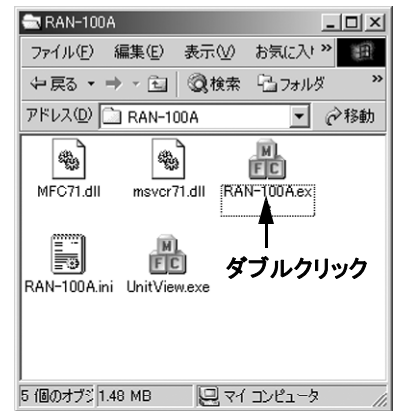 RAN-100A
ファイル(F) 編集(E) 表示(V) お気に入り »
戻る 検索 フォルダ »
アドレス(D) RAN-100A 移動
MFC71.dll msvcr71.dll RAN-100A.ex
RAN-100A.ini UnitView.exe
ダブルクリック
5 個のオブジ 1.48 MB マイ コンピュータ